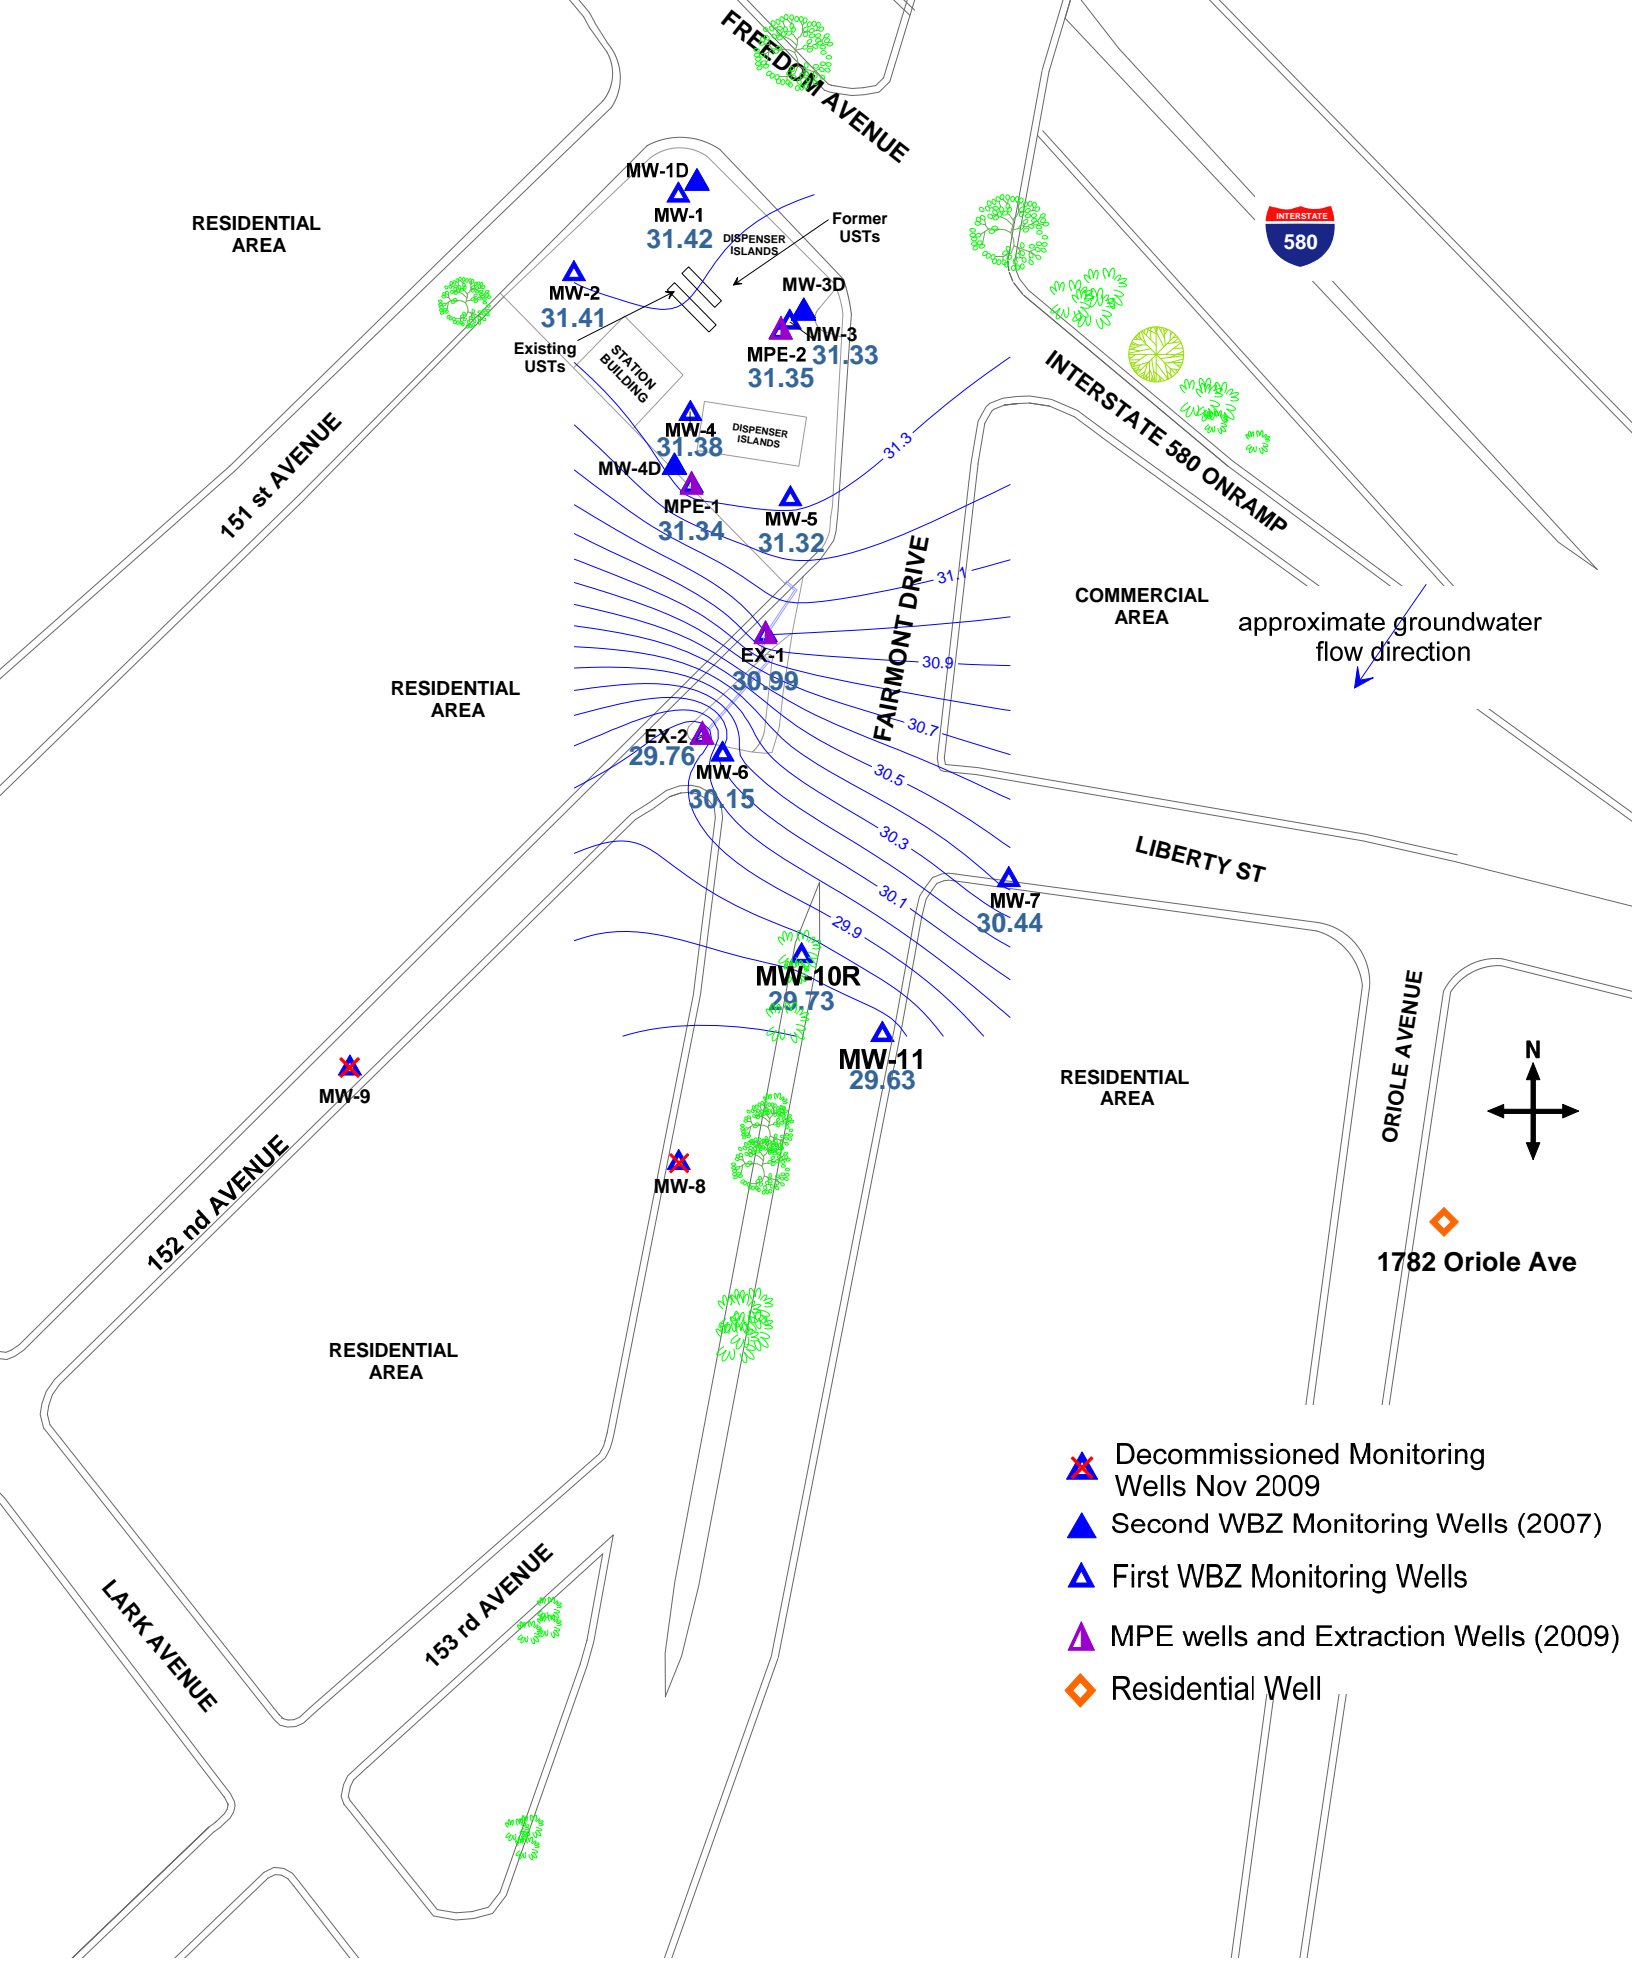 FREEDOM AVENUE
MW-1D
MW-1
31.42
DISPENSER
ISLANDS
Former
USTs
RESIDENTIAL
AREA
INTERSTATE
580
MW-2
31.41
MW-3D
MW-3
31.33
MPE-2
31.35
Existing
USTs
STATION
BUILDING
MW-4
31.38
DISPENSER
ISLANDS
MW-4D
MPE-1
31.34
MW-5
31.32
31.3
INTERSTATE 580 ONRAMP
151 st AVENUE
FAIRMONT DRIVE
31.1
COMMERCIAL
AREA
approximate groundwater
flow direction
EX-1
30.99
30.9
RESIDENTIAL
AREA
30.7
EX-2
29.76
MW-6
30.15
30.5
30.3
LIBERTY ST
30.1
MW-7
30.44
29.9
MW-10R
29.73
MW-11
29.63
RESIDENTIAL
AREA
ORIOLE AVENUE
N
MW-9
152 nd AVENUE
MW-8
1782 Oriole Ave
RESIDENTIAL
AREA
Decommissioned Monitoring
Wells Nov 2009
Second WBZ Monitoring Wells (2007)
First WBZ Monitoring Wells
MPE wells and Extraction Wells (2009)
Residential Well
LARK AVENUE
153 rd AVENUE